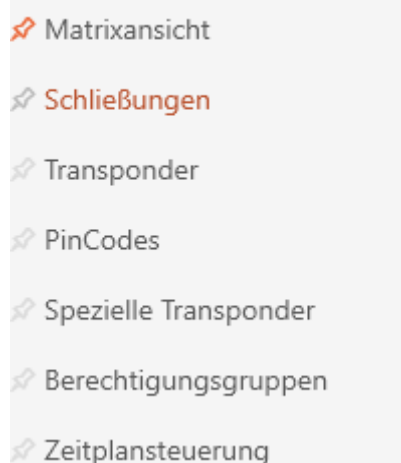 Matrixansicht
Schließungen
Transponder
PinCodes
Spezielle Transponder
Berechtigungsgruppen
Zeitplansteuerung